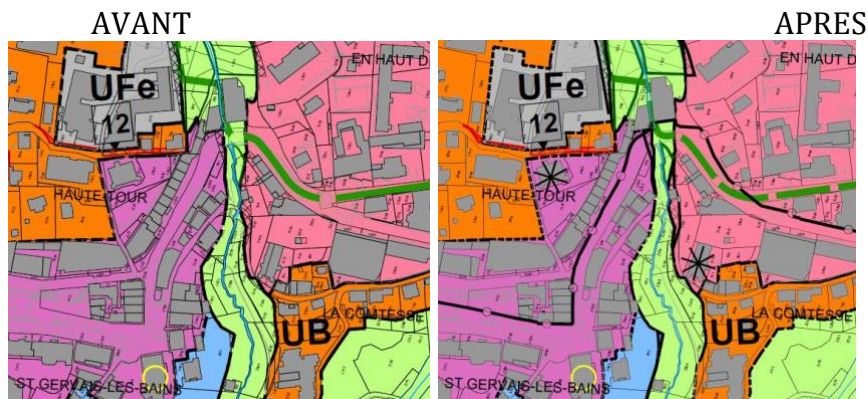 AVANT
APRES
EN HAUT D
UFe
12
HAUTE-TOUR
LA COMTESSE
UB
ST GERVAIS-LES-BAINS
EN HAUT D
UFe
12
HAUTE-TOUR
LA COMTESSE
UB
ST GERVAIS-LES-BAINS